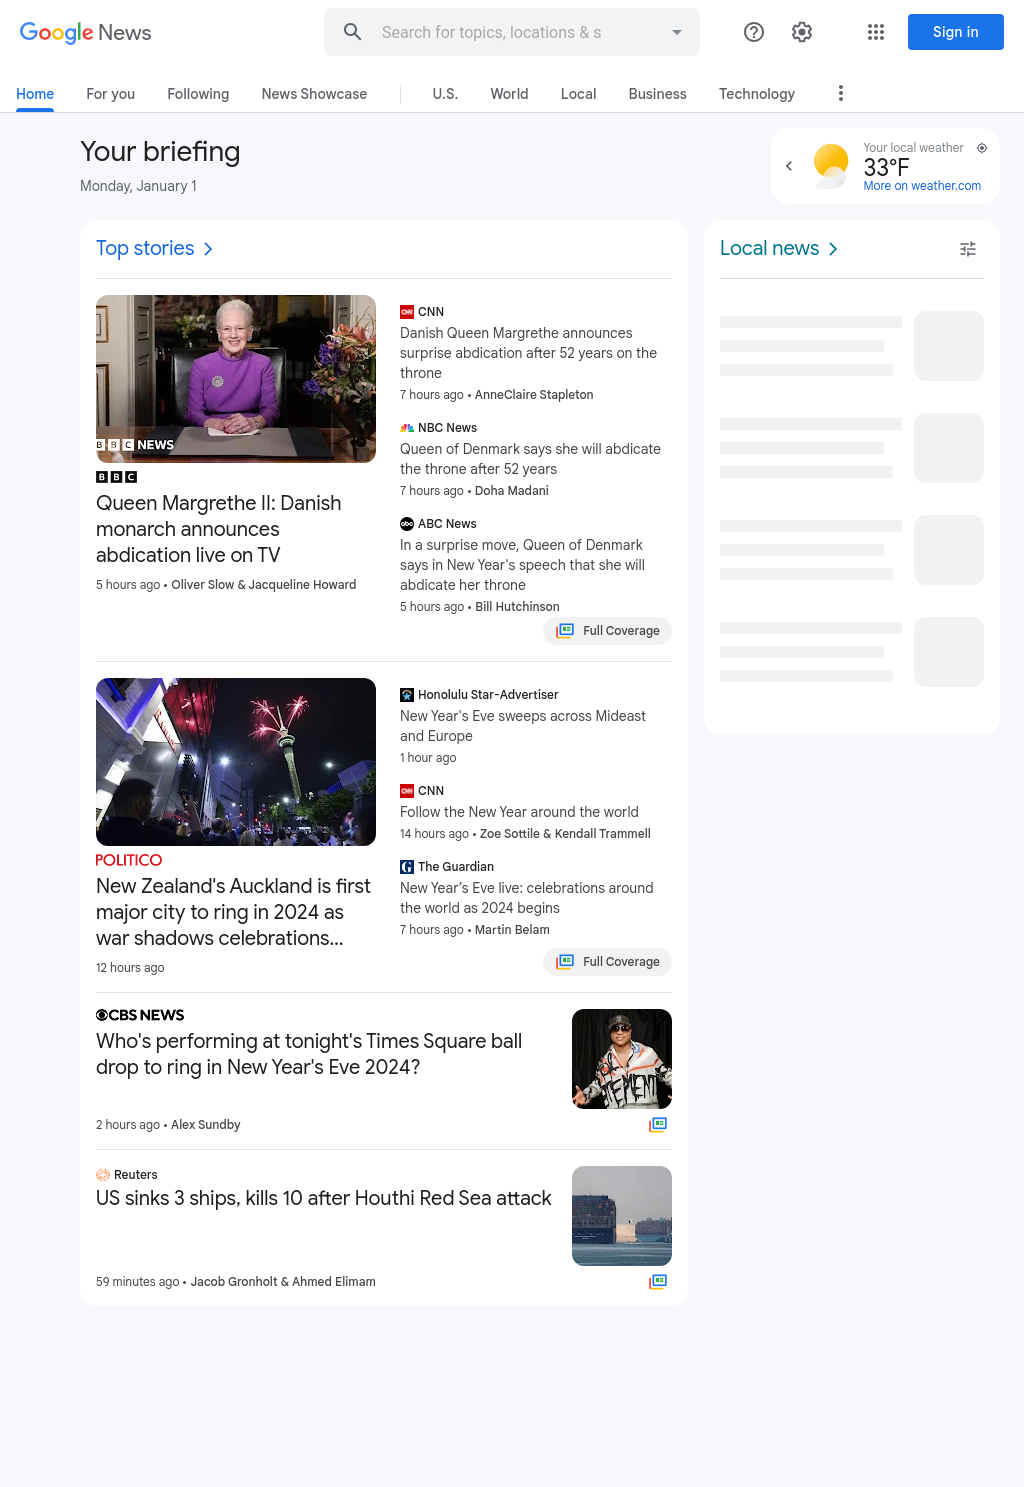 Google News
Search for topics, locations & s
Sign in
Home
For you
Following
News Showcase
U.S.
World
Local
Business
Technology
Your briefing
Monday, January 1
Your local weather
33°F
More on weather.com
Top stories
BBC NEWS
BBC
Queen Margrethe II: Danish
monarch announces
abdication live on TV
5 hours ago • Oliver Slow & Jacqueline Howard
CNN
Danish Queen Margrethe announces
surprise abdication after 52 years on the
throne
7 hours ago • AnneClaire Stapleton
NBC News
Queen of Denmark says she will abdicate
the throne after 52 years
7 hours ago • Doha Madani
abc ABC News
In a surprise move, Queen of Denmark
says in New Year's speech that she will
abdicate her throne
5 hours ago • Bill Hutchinson
Full Coverage
POLITICO
New Zealand's Auckland is first
major city to ring in 2024 as
war shadows celebrations...
12 hours ago
Honolulu Star-Advertiser
New Year's Eve sweeps across Mideast
and Europe
1 hour ago
CNN
Follow the New Year around the world
14 hours ago • Zoe Sottile & Kendall Trammell
The Guardian
New Year’s Eve live: celebrations around
the world as 2024 begins
7 hours ago • Martin Belam
Full Coverage
CBS NEWS
Who's performing at tonight's Times Square ball
drop to ring in New Year's Eve 2024?
2 hours ago • Alex Sundby
Reuters
US sinks 3 ships, kills 10 after Houthi Red Sea attack
59 minutes ago • Jacob Gronholt & Ahmed Elimam
Local news